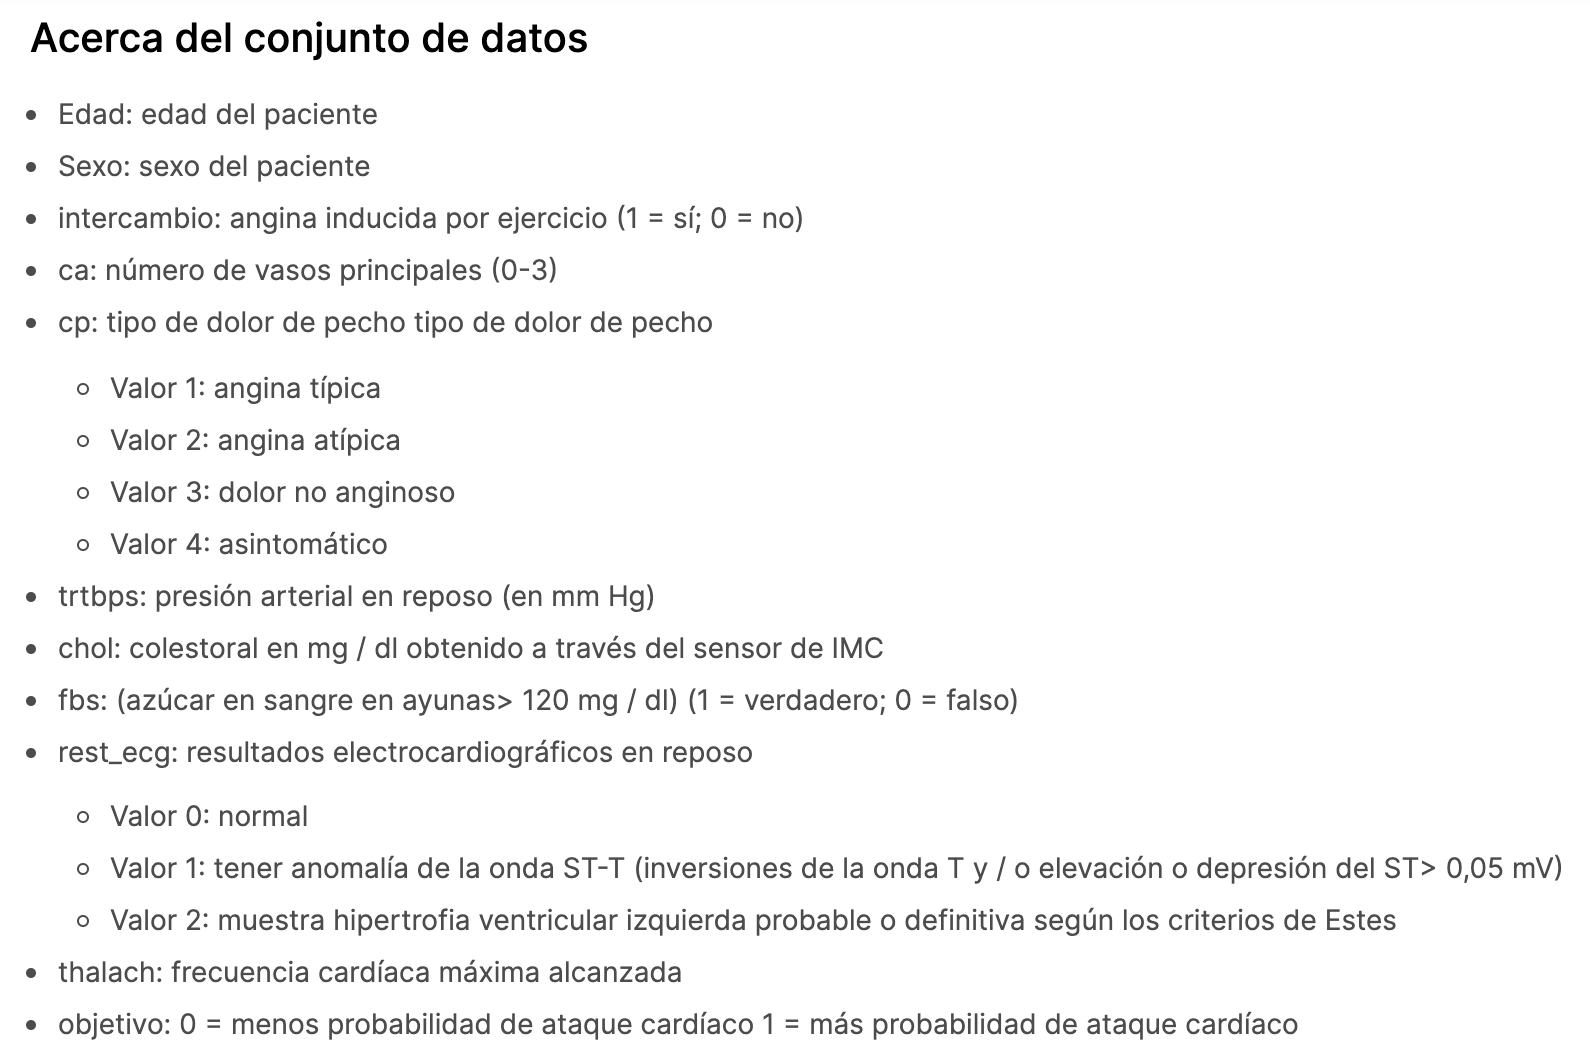 Acerca del conjunto de datos
• Edad: edad del paciente
• Sexo: sexo del paciente
• intercambio: angina inducida por ejercicio (1 = sí; 0 = no)
• ca: número de vasos principales (0-3)
• cp: tipo de dolor de pecho tipo de dolor de pecho
◦ Valor 1: angina típica
◦ Valor 2: angina atípica
◦ Valor 3: dolor no anginoso
◦ Valor 4: asintomático
• trtbps: presión arterial en reposo (en mm Hg)
• chol: colestoral en mg / dl obtenido a través del sensor de IMC
• fbs: (azúcar en sangre en ayunas> 120 mg / dl) (1 = verdadero; 0 = falso)
• rest_ecg: resultados electrocardiográficos en reposo
◦ Valor 0: normal
◦ Valor 1: tener anomalía de la onda ST-T (inversiones de la onda T y / o elevación o depresión del ST> 0,05 mV)
◦ Valor 2: muestra hipertrofia ventricular izquierda probable o definitiva según los criterios de Estes
• thalach: frecuencia cardíaca máxima alcanzada
• objetivo: 0 = menos probabilidad de ataque cardíaco 1 = más probabilidad de ataque cardíaco